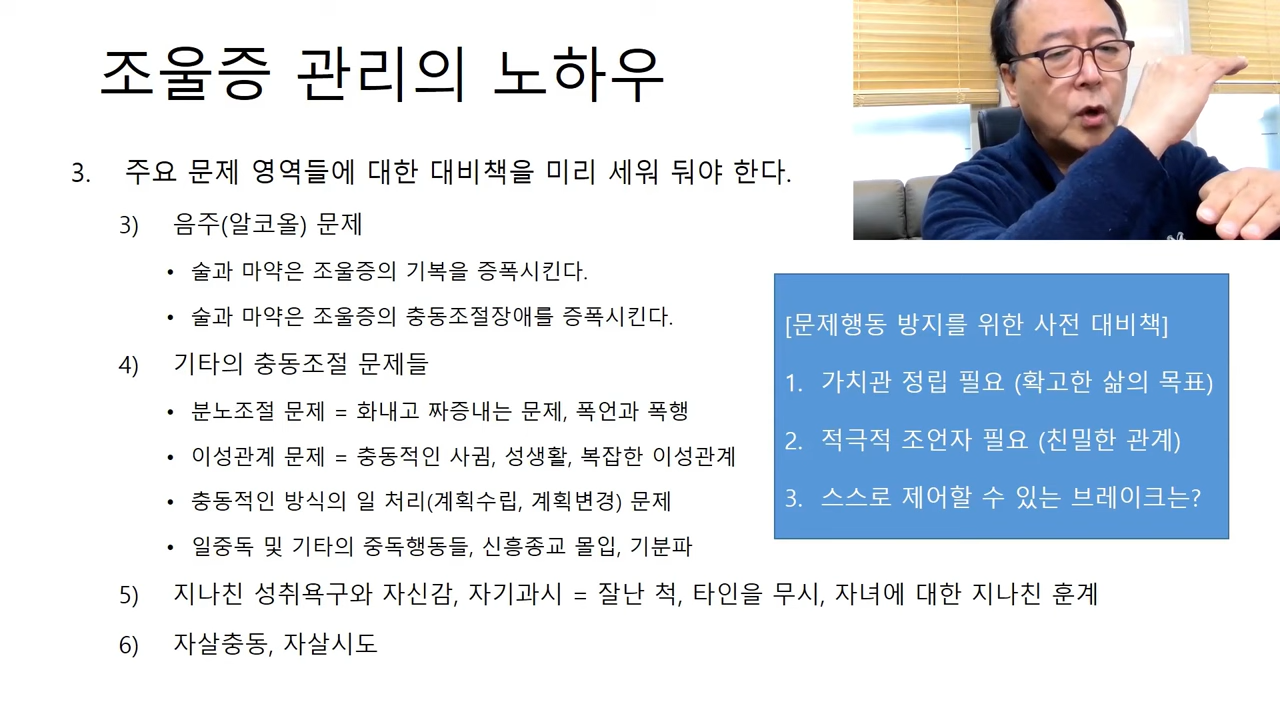 조울증 관리의 노하우
3. 주요 문제 영역들에 대한 대비책을 미리 세워 둬야 한다.
3) 음주(알코올) 문제
• 술과 마약은 조울증의 기복을 증폭시킨다.
• 술과 마약은 조울증의 충동조절장애를 증폭시킨다.
4) 기타의 충동조절 문제들
• 분노조절 문제 = 화내고 짜증내는 문제, 폭언과 폭행
• 이성관계 문제 = 충동적인 사귐, 성생활, 복잡한 이성관계
• 충동적인 방식의 일 처리(계획수립, 계획변경) 문제
• 일중독 및 기타의 중독행동들, 신흥종교 몰입, 기분파
5) 지나친 성취욕구와 자신감, 자기과시 = 잘난 척, 타인을 무시, 자녀에 대한 지나친 훈계
6) 자살충동, 자살시도
[문제행동 방지를 위한 사전 대비책]
1. 가치관 정립 필요 (확고한 삶의 목표)
2. 적극적 조언자 필요 (친밀한 관계)
3. 스스로 제어할 수 있는 브레이크는?